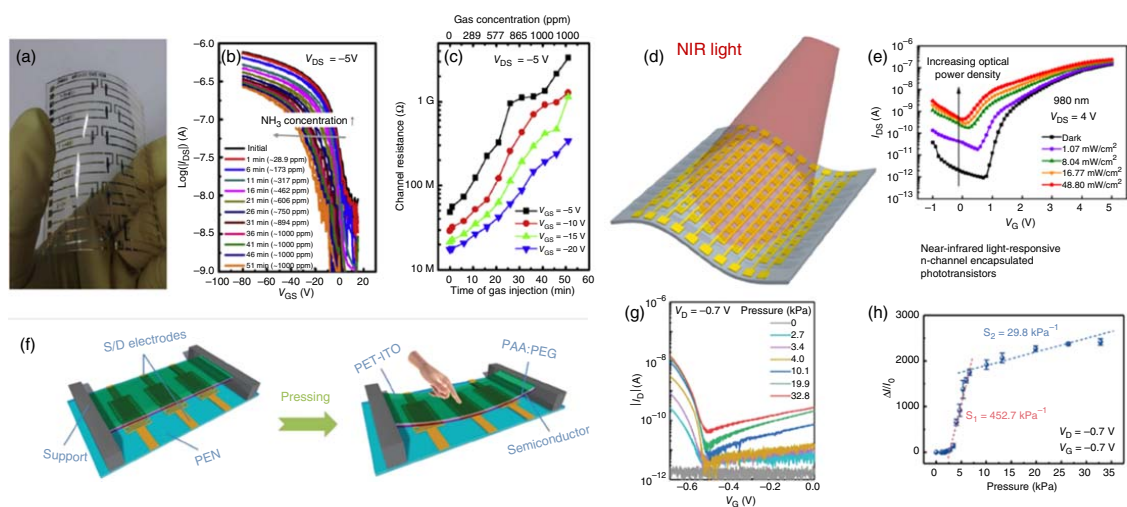 (a)
(b)
V_DS = −5V
NH₃ concentration ↑
Initial
1 min (~28.9 ppm)
6 min (~173 ppm)
11 min (~317 ppm)
16 min (~462 ppm)
21 min (~606 ppm)
26 min (~750 ppm)
31 min (~894 ppm)
36 min (~1000 ppm)
41 min (~1000 ppm)
46 min (~1000 ppm)
51 min (~1000 ppm)
Log(|I_DS|) (A)
−6.0
−6.5
−7.0
−7.5
−8.0
−8.5
−9.0
−100 −80 −60 −40 −20 0 20 40
V_GS (V)
(c)
Gas concentration (ppm)
0 289 577 865 1000 1000
V_DS = −5 V
Channel resistance (Ω)
1 G
100 M
10 M
V_GS = −5 V
V_GS = −10 V
V_GS = −15 V
V_GS = −20 V
0 10 20 30 40 50 60
Time of gas injection (min)
(d)
NIR light
(e)
Increasing optical
power density
980 nm
V_DS = 4 V
Dark
1.07 mW/cm²
8.04 mW/cm²
16.77 mW/cm²
48.80 mW/cm²
I_DS (A)
10⁻⁶
10⁻⁷
10⁻⁸
10⁻⁹
10⁻¹⁰
10⁻¹¹
10⁻¹²
10⁻¹³
−1 0 1 2 3 4 5
V_G (V)
Near-infrared light-responsive
n-channel encapsulated
phototransistors
(f)
S/D electrodes
Support
PEN
Pressing
PET-ITO
PAA:PEG
Semiconductor
(g)
V_D = −0.7 V
Pressure (kPa)
0
2.7
3.4
4.0
10.1
19.9
32.8
|I_D| (A)
10⁻⁶
10⁻⁸
10⁻¹⁰
10⁻¹²
−0.6 −0.4 −0.2 0.0
V_G (V)
(h)
S₂ = 29.8 kPa⁻¹
S₁ = 452.7 kPa⁻¹
V_D = −0.7 V
V_G = −0.7 V
ΔI/I₀
3000
2000
1000
0
0 5 10 15 20 25 30 35
Pressure (kPa)